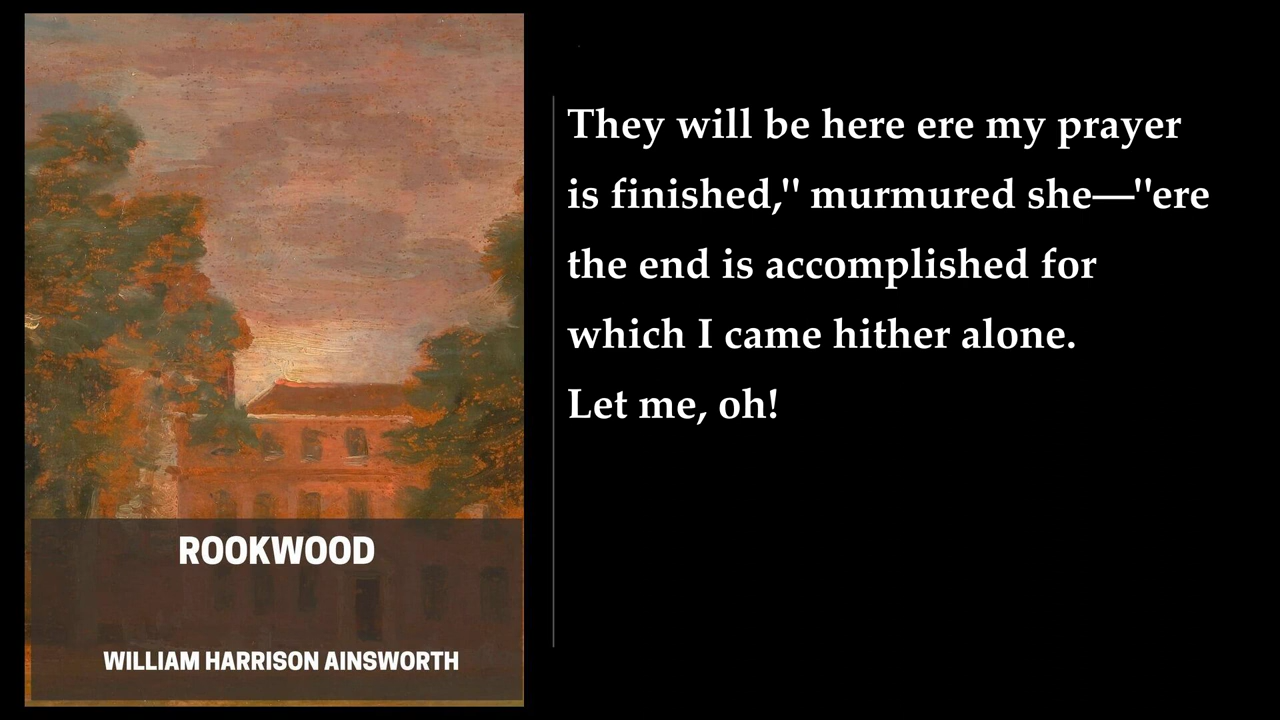 ROOKWOOD
WILLIAM HARRISON AINSWORTH
They will be here ere my prayer
is finished," murmured she—"ere
the end is accomplished for
which I came hither alone.
Let me, oh!